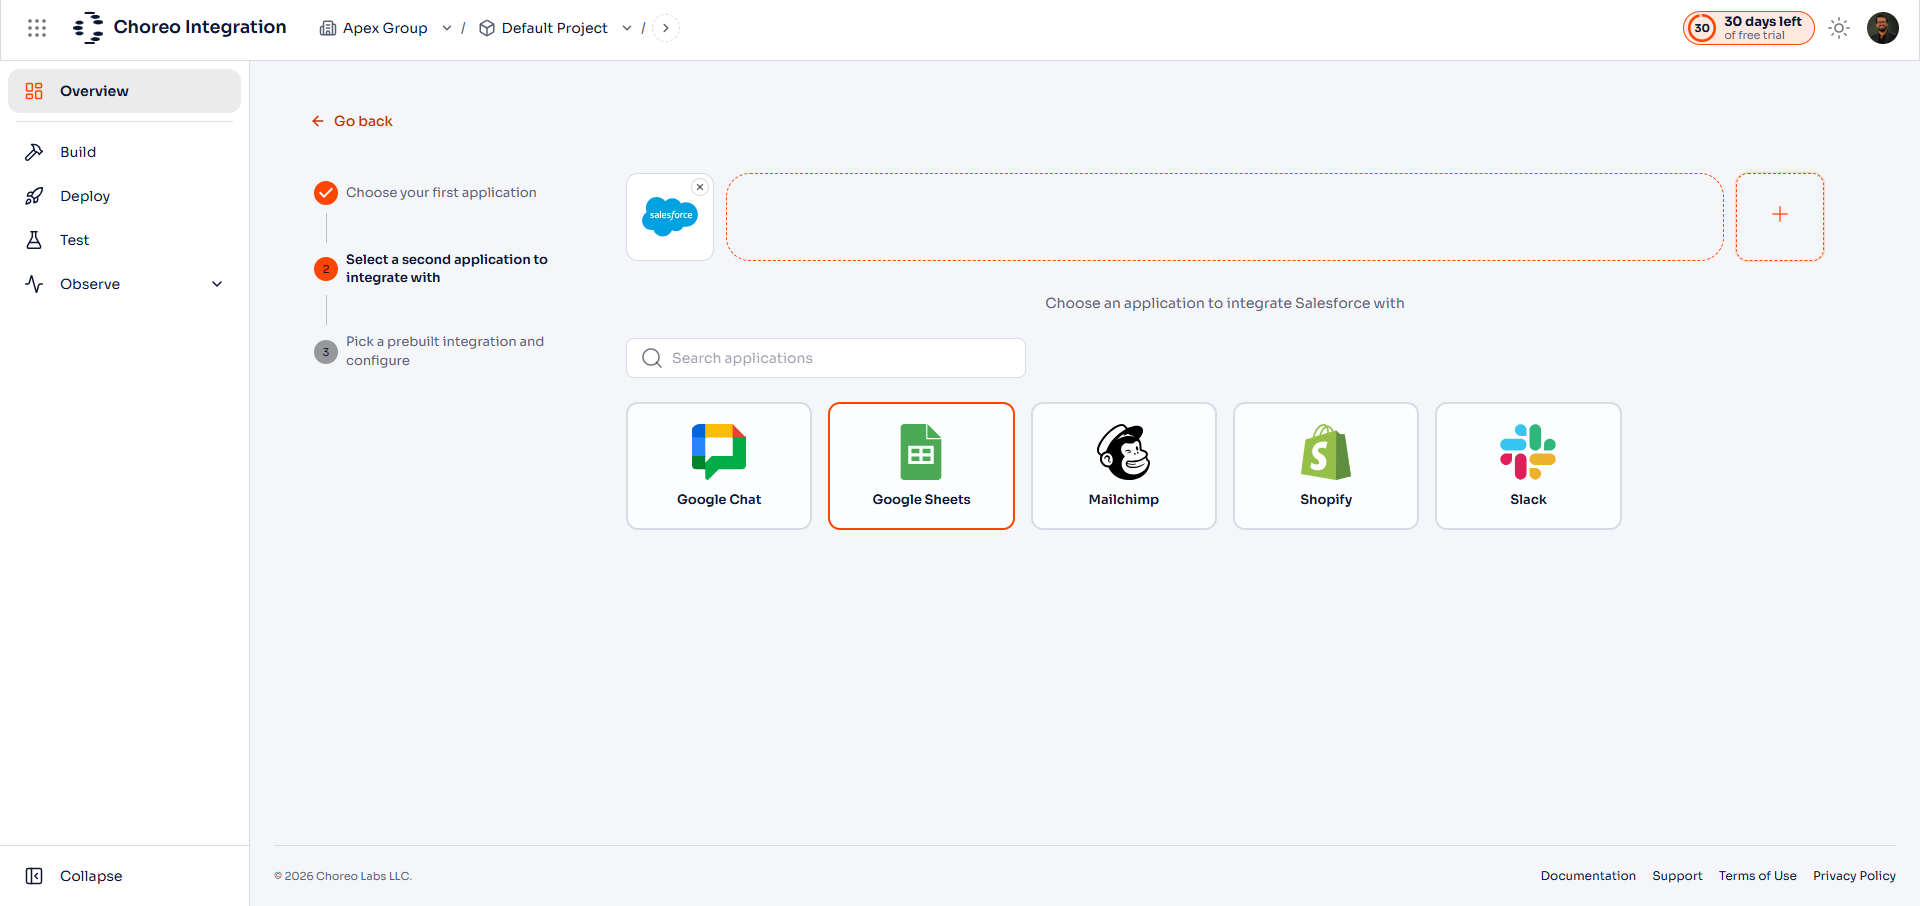 Choreo Integration
Apex Group
/
Default Project
/
30
30 days left
of free trial
Overview
Build
Deploy
Test
Observe
Collapse
Go back
Choose your first application
2
Select a second application to
integrate with
3
Pick a prebuilt integration and
configure
salesforce
Choose an application to integrate Salesforce with
Search applications
Google Chat
Google Sheets
Mailchimp
Shopify
Slack
© 2026 Choreo Labs LLC.
Documentation
Support
Terms of Use
Privacy Policy